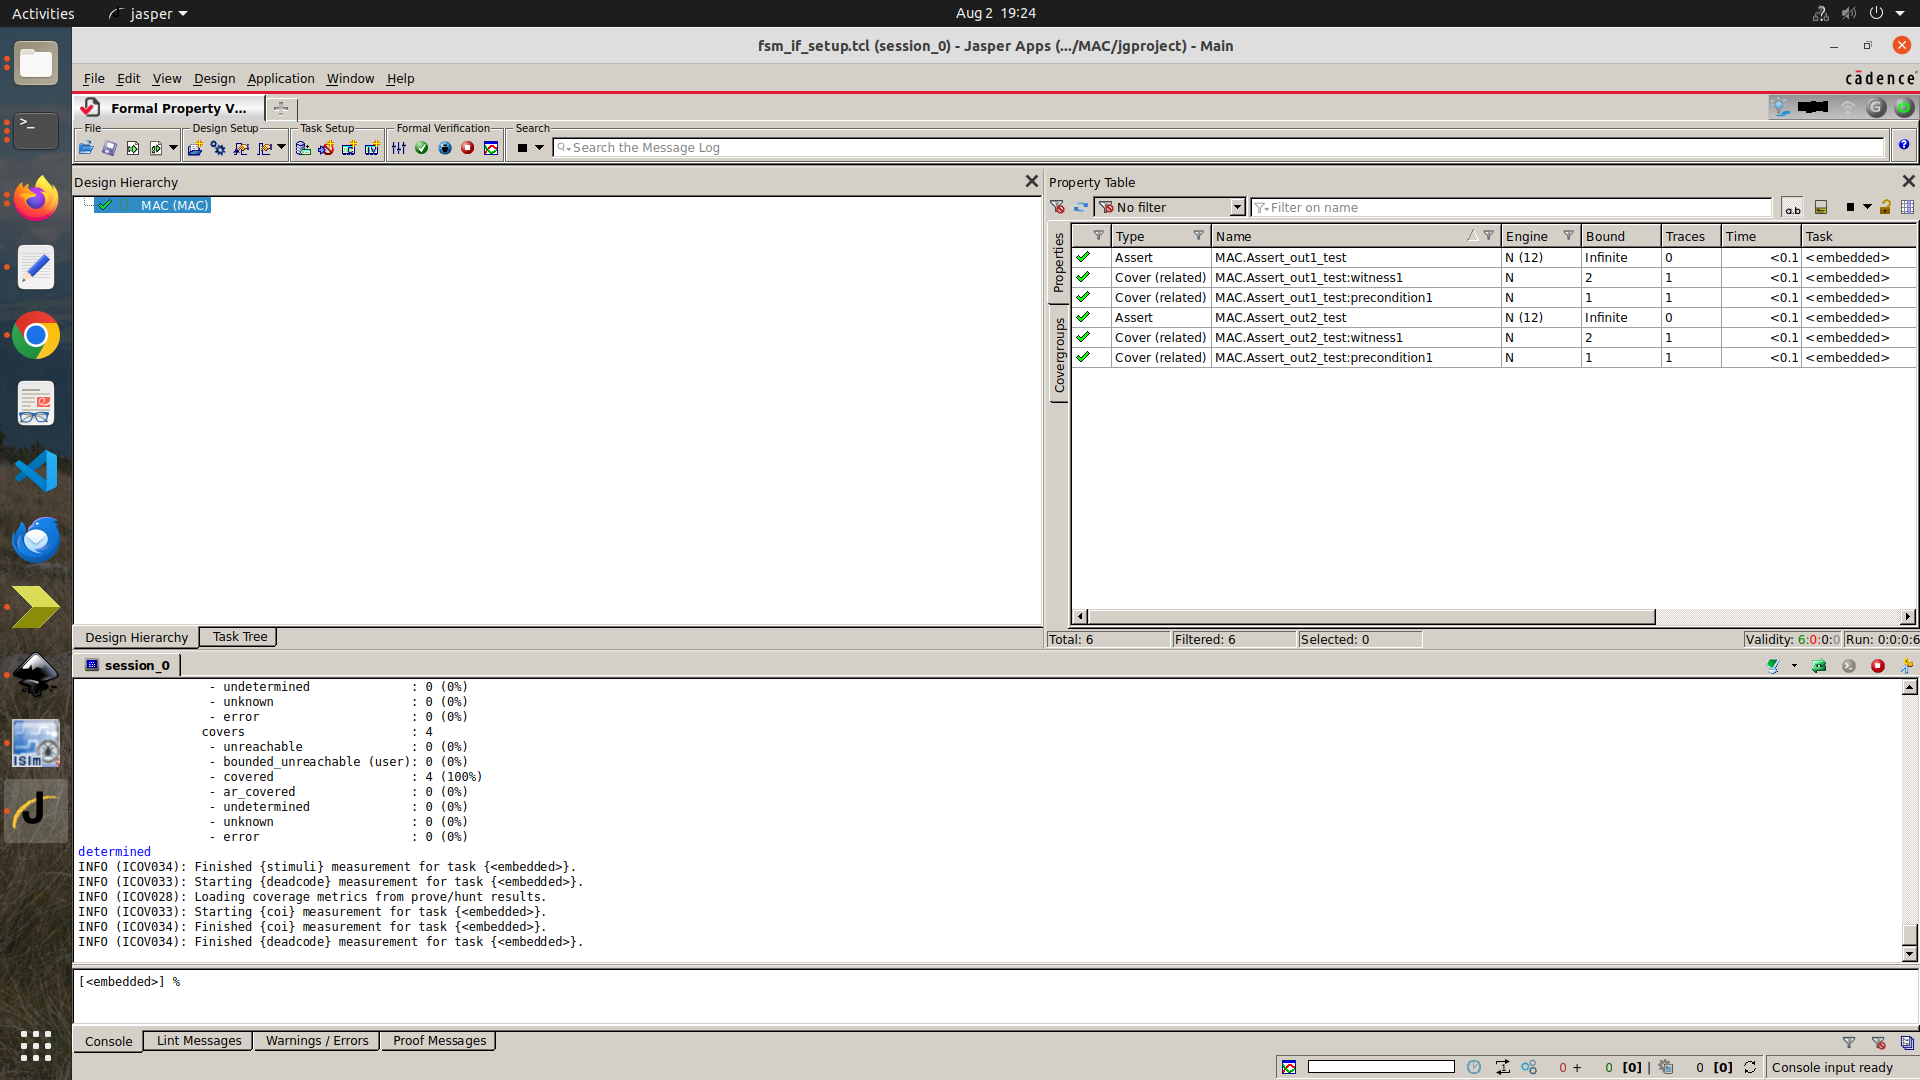 Activities
jasper
Aug 2 19:24
fsm_if_setup.tcl (session_0) - Jasper Apps (.../MAC/jgproject) - Main
File Edit View Design Application Window Help
cādence
Formal Property V...
File
Design Setup
Task Setup
Formal Verification
Search
Search the Message Log
Design Hierarchy
MAC (MAC)
Design Hierarchy
Task Tree
Property Table
No filter
Filter on name
a.b
Properties
Covergroups
Type Name Engine Bound Traces Time Task
Assert MAC.Assert_out1_test N (12) Infinite 0 <0.1 <embedded>
Cover (related) MAC.Assert_out1_test:witness1 N 2 1 <0.1 <embedded>
Cover (related) MAC.Assert_out1_test:precondition1 N 1 1 <0.1 <embedded>
Assert MAC.Assert_out2_test N (12) Infinite 0 <0.1 <embedded>
Cover (related) MAC.Assert_out2_test:witness1 N 2 1 <0.1 <embedded>
Cover (related) MAC.Assert_out2_test:precondition1 N 1 1 <0.1 <embedded>
Total: 6
Filtered: 6
Selected: 0
Validity: 6:0:0:0
Run: 0:0:0:6
session_0
- undetermined : 0 (0%)
- unknown : 0 (0%)
- error : 0 (0%)
covers : 4
- unreachable : 0 (0%)
- bounded_unreachable (user): 0 (0%)
- covered : 4 (100%)
- ar_covered : 0 (0%)
- undetermined : 0 (0%)
- unknown : 0 (0%)
- error : 0 (0%)
determined
INFO (ICOV034): Finished {stimuli} measurement for task {<embedded>}.
INFO (ICOV033): Starting {deadcode} measurement for task {<embedded>}.
INFO (ICOV028): Loading coverage metrics from prove/hunt results.
INFO (ICOV033): Starting {coi} measurement for task {<embedded>}.
INFO (ICOV034): Finished {coi} measurement for task {<embedded>}.
INFO (ICOV034): Finished {deadcode} measurement for task {<embedded>}.
[<embedded>] %
Console
Lint Messages
Warnings / Errors
Proof Messages
0 + 0 [0] | 0 [0]
Console input ready
ISim